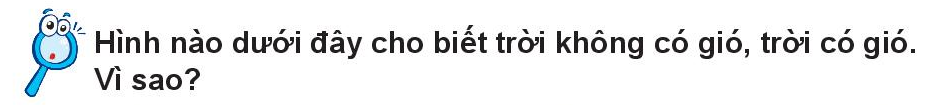 Hình nào dưới đây cho biết trời không có gió, trời có gió.
Vì sao?